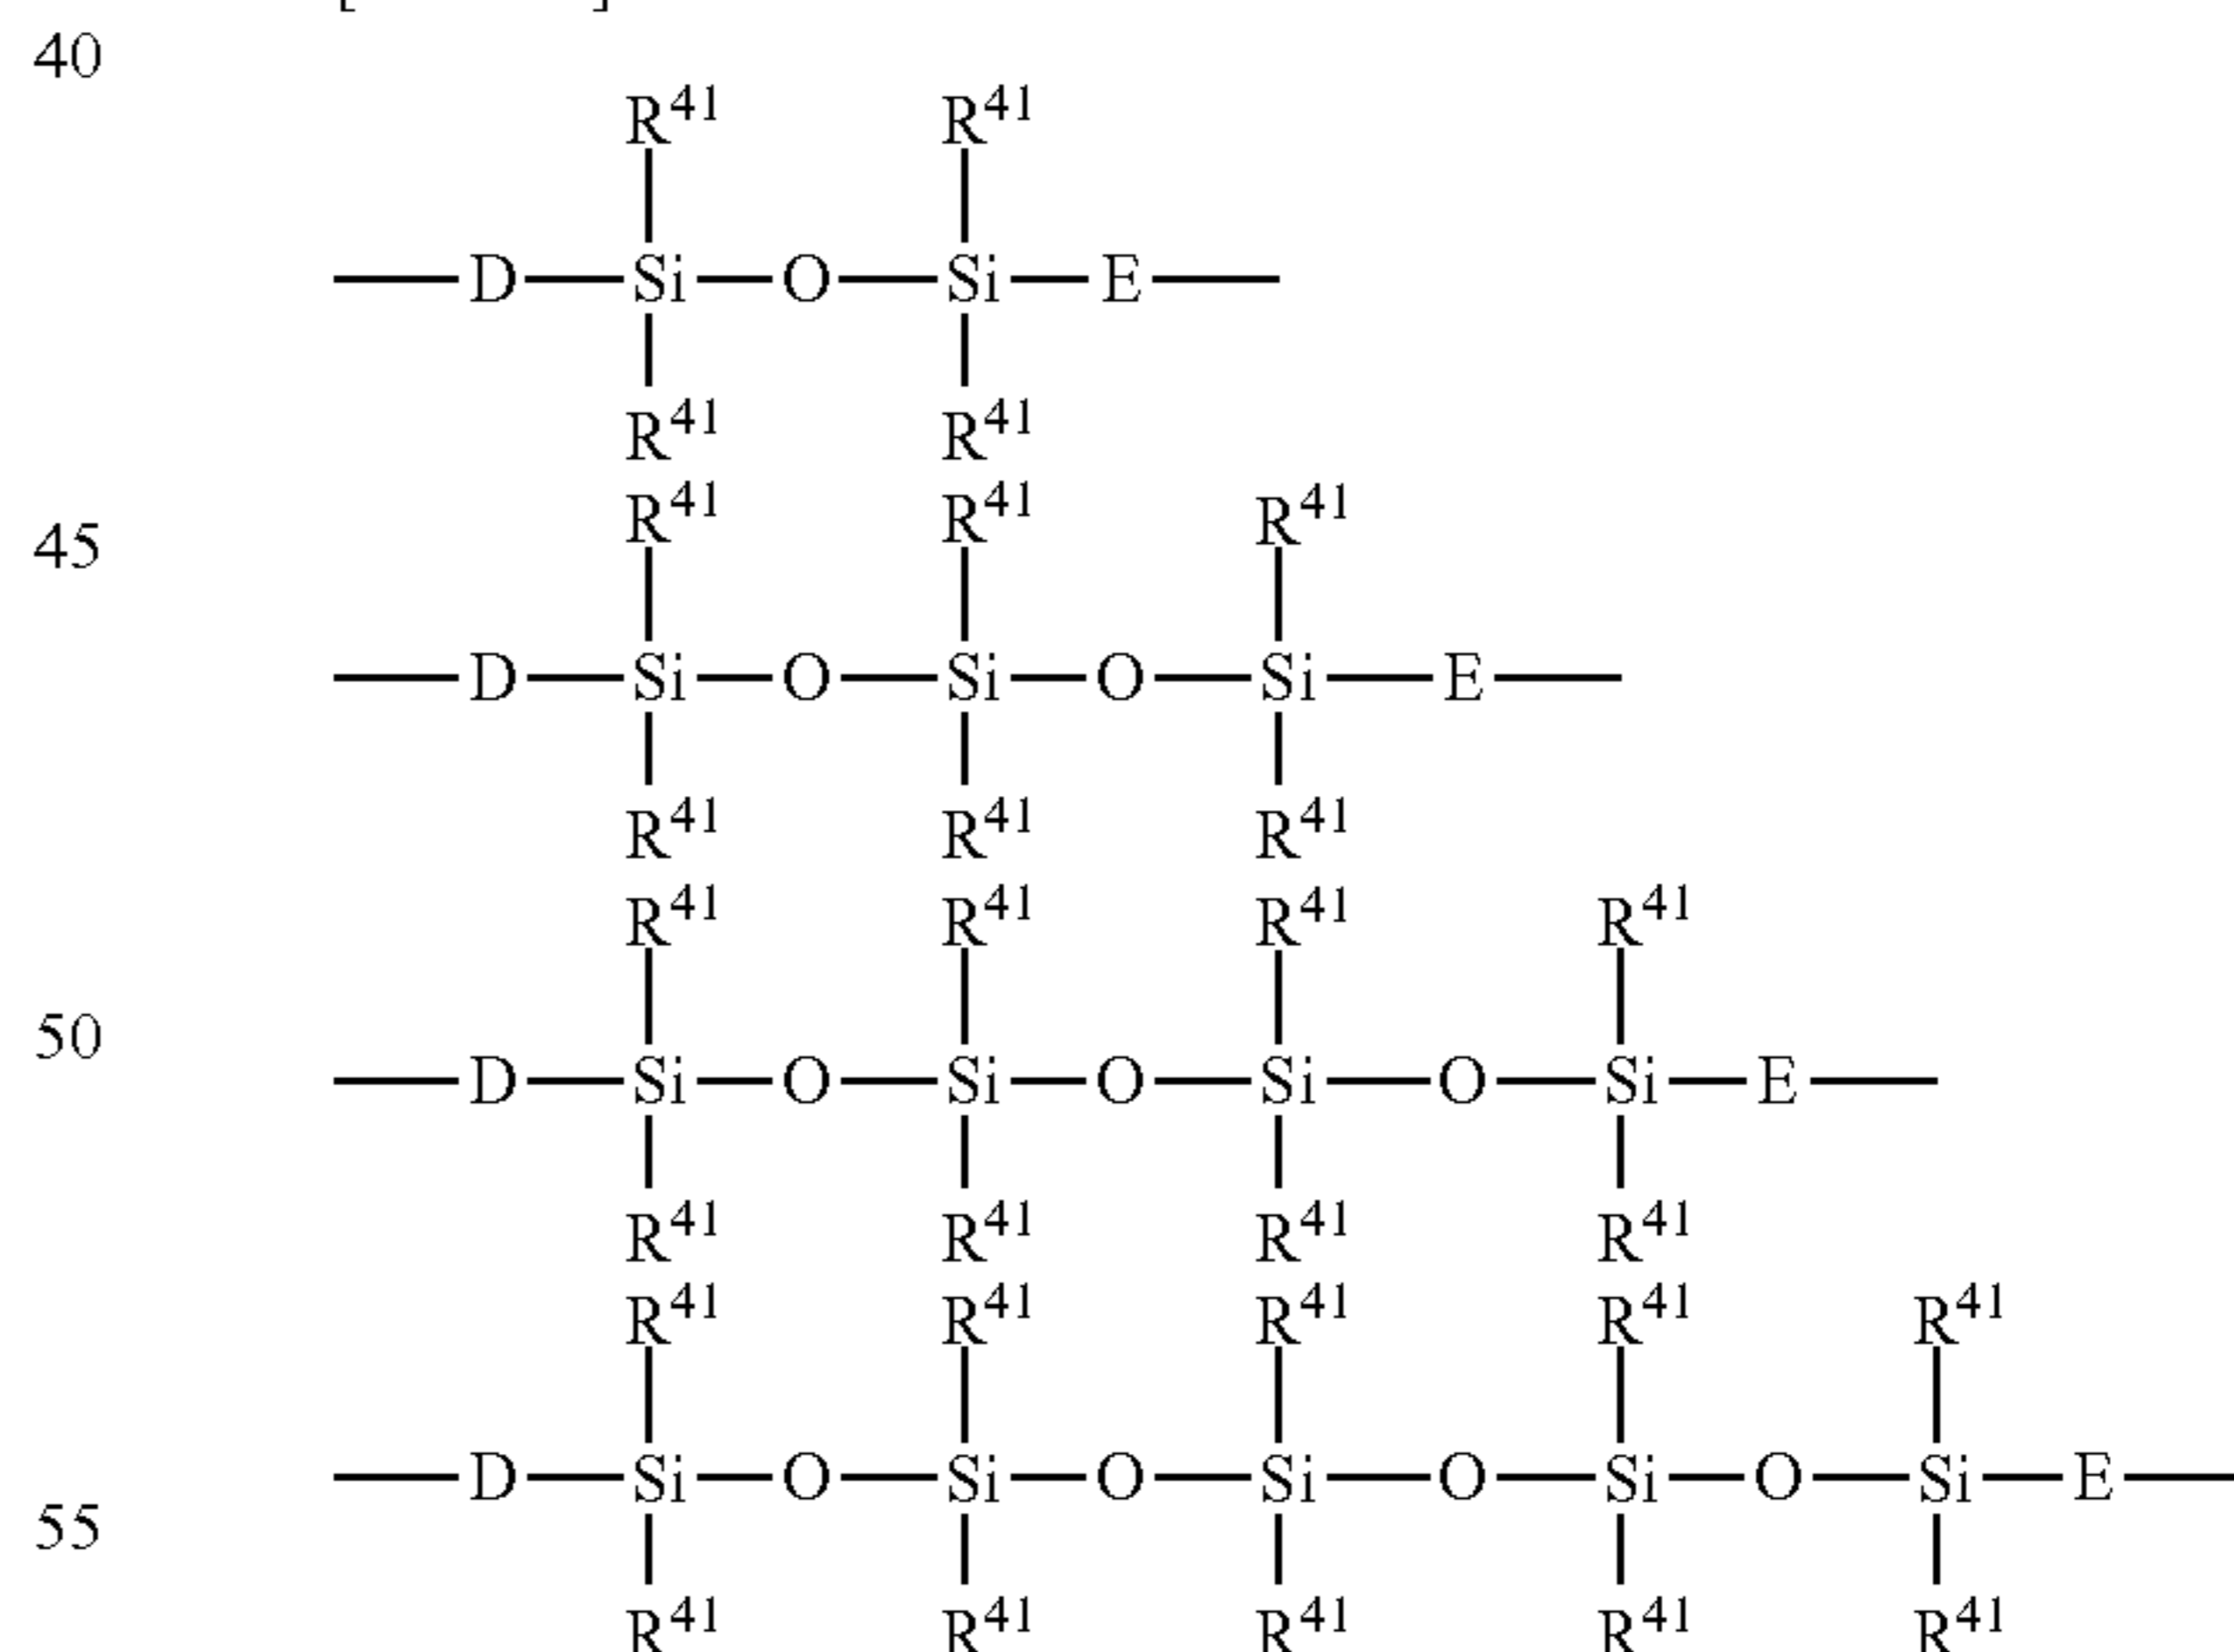 40
R⁴¹ R⁴¹
—D—Si—O—Si—E—
R⁴¹ R⁴¹
R⁴¹ R⁴¹ R⁴¹
45
—D—Si—O—Si—O—Si—E—
R⁴¹ R⁴¹ R⁴¹
R⁴¹ R⁴¹ R⁴¹ R⁴¹
50
—D—Si—O—Si—O—Si—O—Si—E—
R⁴¹ R⁴¹ R⁴¹ R⁴¹
R⁴¹ R⁴¹ R⁴¹ R⁴¹ R⁴¹
—D—Si—O—Si—O—Si—O—Si—O—Si—E—
55
R⁴¹ R⁴¹ R⁴¹ R⁴¹ R⁴¹